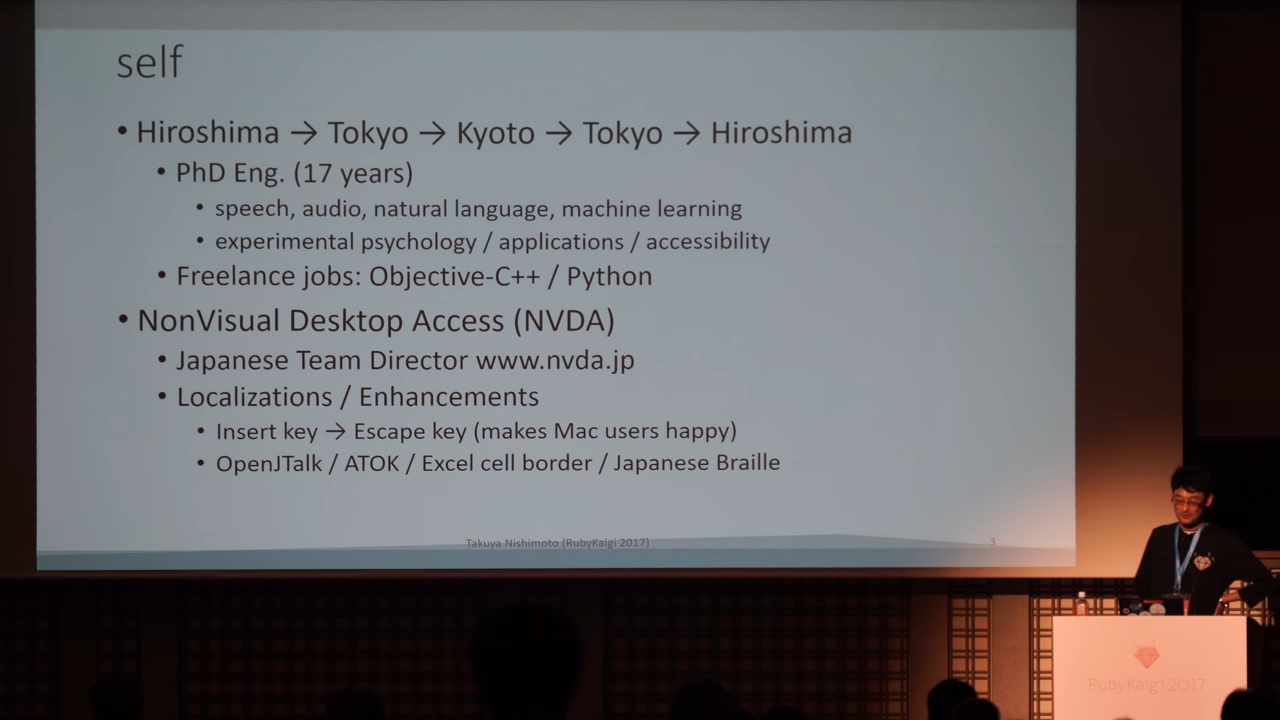 self
• Hiroshima → Tokyo → Kyoto → Tokyo → Hiroshima
• PhD Eng. (17 years)
• speech, audio, natural language, machine learning
• experimental psychology / applications / accessibility
• Freelance jobs: Objective-C++ / Python
• NonVisual Desktop Access (NVDA)
• Japanese Team Director www.nvda.jp
• Localizations / Enhancements
• Insert key → Escape key (makes Mac users happy)
• OpenJTalk / ATOK / Excel cell border / Japanese Braille
Takuya Nishimoto (RubyKaigi 2017)
3
RubyKaigi 2017